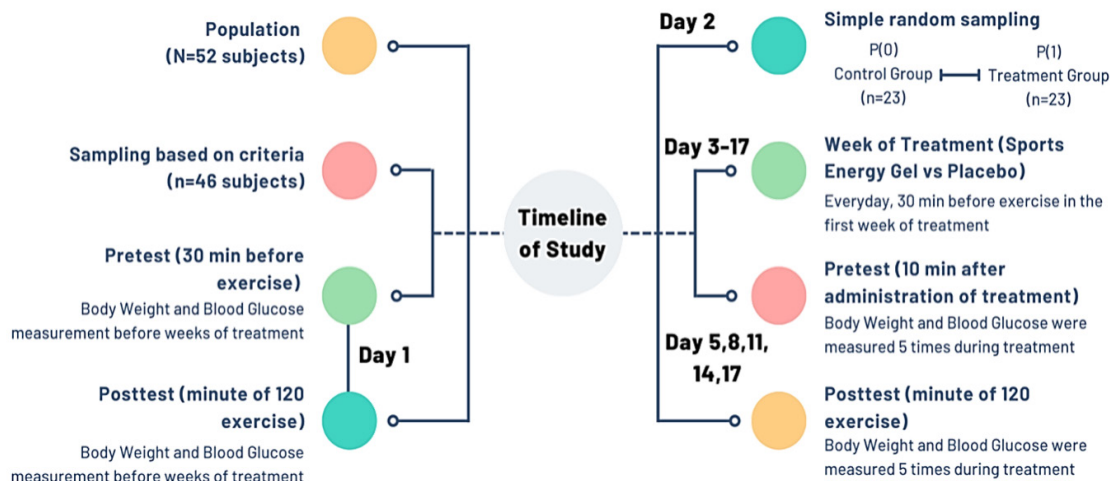 Population
(N=52 subjects)
Sampling based on criteria
(n=46 subjects)
Pretest (30 min before
exercise)
Body Weight and Blood Glucose
measurement before weeks of treatment
Day 1
Posttest (minute of 120
exercise)
Body Weight and Blood Glucose
measurement before weeks of treatment
Timeline
of Study
Day 2
Simple random sampling
P(0)
Control Group
(n=23)
P(1)
Treatment Group
(n=23)
Day 3-17
Week of Treatment (Sports
Energy Gel vs Placebo)
Everyday, 30 min before exercise in the
first week of treatment
Pretest (10 min after
administration of treatment)
Body Weight and Blood Glucose were
measured 5 times during treatment
Day 5,8,11,
14,17
Posttest (minute of 120
exercise)
Body Weight and Blood Glucose were
measured 5 times during treatment